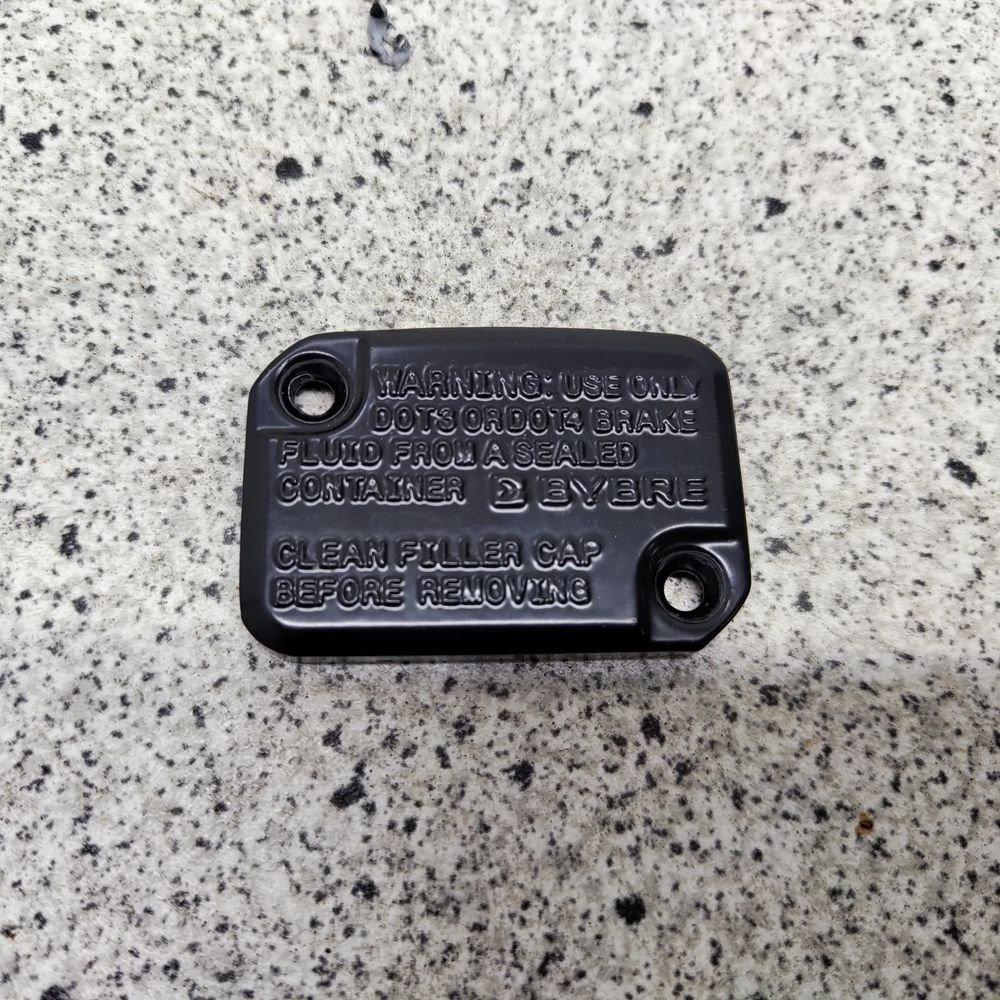 WARNING: USE ONLY
DOT3 OR DOT4 BRAKE
FLUID FROM A SEALED
CONTAINER BYBRE
CLEAN FILLER CAP
BEFORE REMOVING